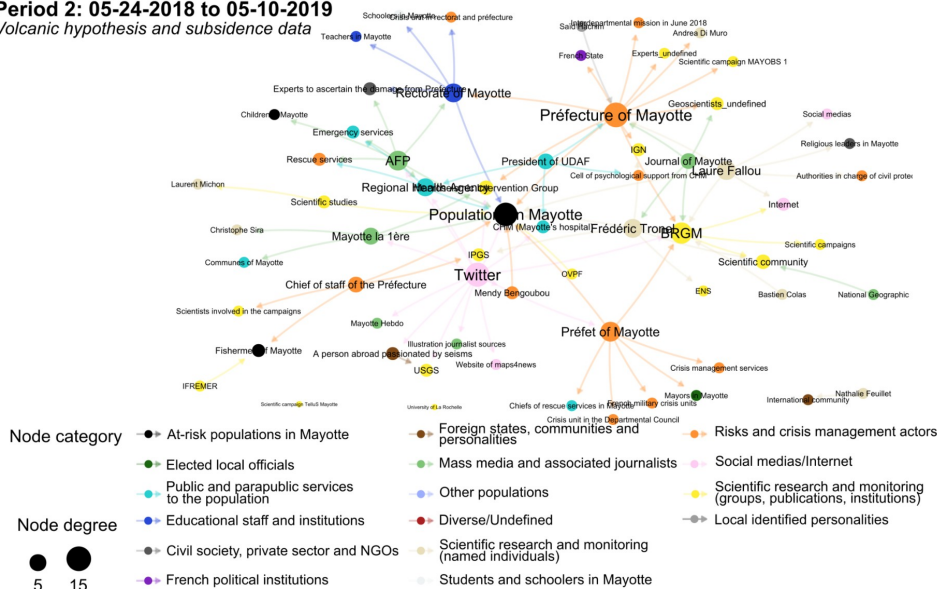 Period 2: 05-24-2018 to 05-10-2019
Volcanic hypothesis and subsidence data
Schoolers in Mayotte
Teachers in Mayotte
Rectorate of Mayotte
Experts to ascertain the damage from Prefecture
Children Mayotte
Emergency services
Rescue services
AFP
Regional Health Agency
Intervention Group
Laurent Michon
Scientific studies
Christophe Sira
Mayotte la 1ère
Communes of Mayotte
Population in Mayotte
Said Hachim
Interdepartmental mission in June 2018
Andrea Di Muro
French State
Experts_undefined
Scientific campaign MAYOBS 1
Préfecture of Mayotte
Geoscientists_undefined
Social medias
Religious leaders in Mayotte
IGN
President of UDAF
Journal of Mayotte
Cell of psychological support from CHM
Laure Fallou
Authorities in charge of civil protec
Internet
CHM (Mayotte's hospital)
Frédéric Tronel
BRGM
Scientific campaigns
Scientific community
IPGS
Twitter
OVPF
ENS
Bastien Colas
National Geographic
Chief of staff of the Préfecture
Mendy Bengoubou
Scientists involved in the campaigns
Mayotte Hebdo
Préfet of Mayotte
Fishermen of Mayotte
Illustration journalist sources
A person abroad passionated by seisms
USGS
Website of maps4news
IFREMER
Crisis management services
Scientific campaign TelluS Mayotte
University of La Rochelle
Chiefs of rescue services in Mayotte
French military crisis units
Mayors in Mayotte
Crisis unit in the Departmental Council
International community
Nathalie Feuillet
Node category
At-risk populations in Mayotte
Elected local officials
Public and parapublic services
to the population
Educational staff and institutions
Civil society, private sector and NGOs
French political institutions
Foreign states, communities and
personalities
Mass media and associated journalists
Other populations
Diverse/Undefined
Scientific research and monitoring
(named individuals)
Students and schoolers in Mayotte
Risks and crisis management actors
Social medias/Internet
Scientific research and monitoring
(groups, publications, institutions)
Local identified personalities
Node degree
5 15